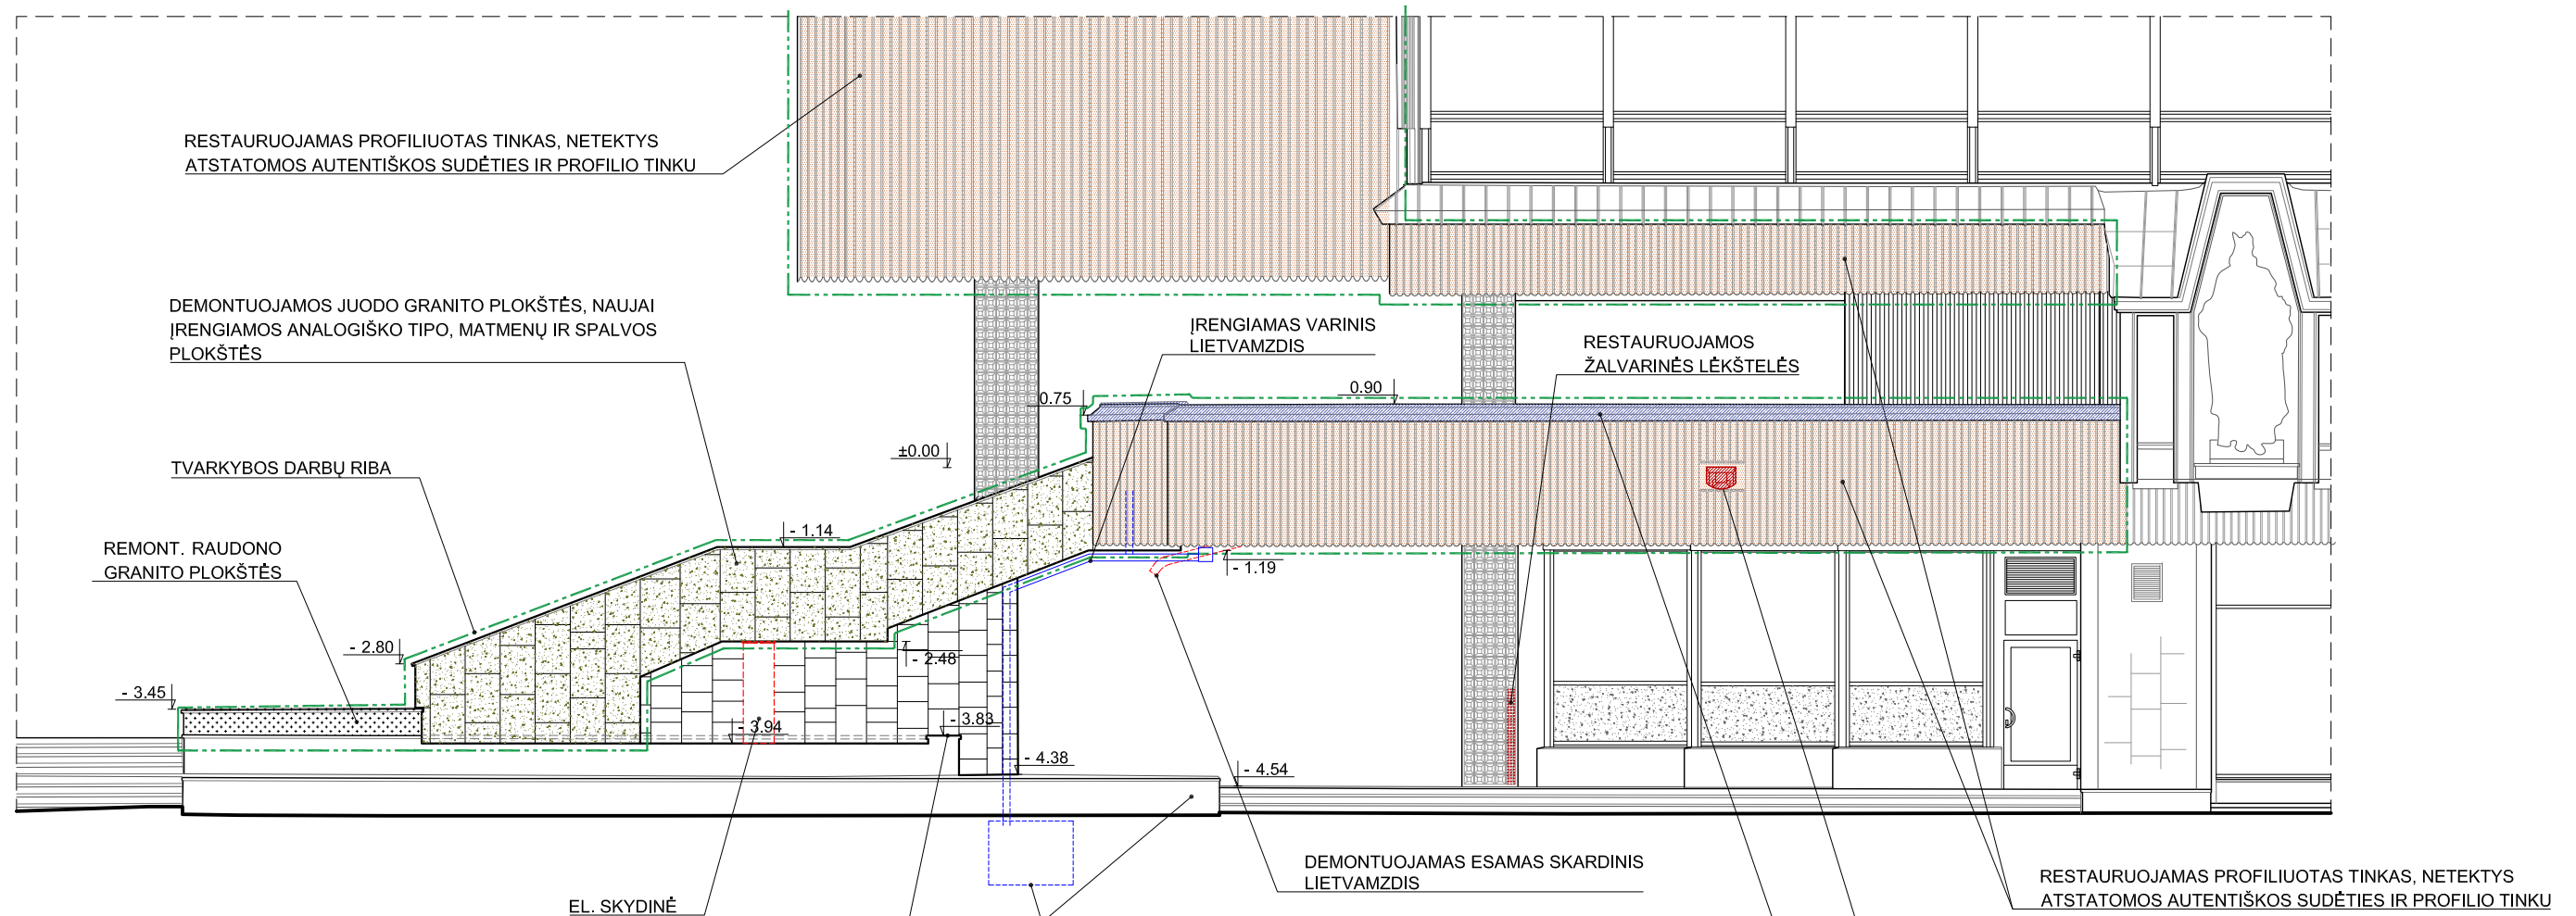 RESTAURUOJAMAS PROFILIUOTAS TINKAS, NETEKTYS
ATSTATOMOS AUTENTIŠKOS SUDĖTIES IR PROFILIO TINKU
DEMONTUOJAMOS JUODO GRANITO PLOKŠTĖS, NAUJAI
ĮRENGIAMOS ANALOGIŠKO TIPO, MATMENŲ IR SPALVOS
PLOKŠTĖS
ĮRENGIAMAS VARINIS
LIETVAMZDIS
RESTAURUOJAMOS
ŽALVARINĖS LĖKŠTELĖS
0.75
0.90
±0.00
TVARKYBOS DARBŲ RIBA
- 1.14
REMONT. RAUDONO
GRANITO PLOKŠTĖS
- 1.19
- 2.80
- 2.48
- 3.45
- 3.94
- 3.83
- 4.38
- 4.54
DEMONTUOJAMAS ESAMAS SKARDINIS
LIETVAMZDIS
EL. SKYDINĖ
RESTAURUOJAMAS PROFILIUOTAS TINKAS, NETEKTYS
ATSTATOMOS AUTENTIŠKOS SUDĖTIES IR PROFILIO TINKU